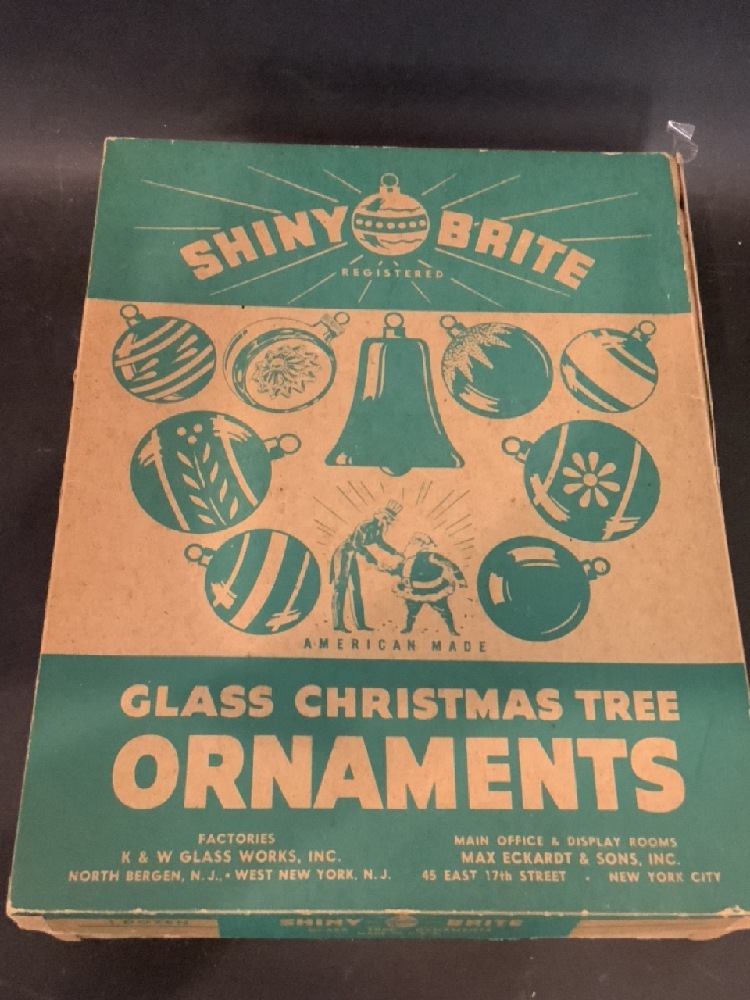 SHINY BRITE
REGISTERED
AMERICAN MADE
GLASS CHRISTMAS TREE
ORNAMENTS
FACTORIES
K & W GLASS WORKS, INC.
NORTH BERGEN, N. J., • WEST NEW YORK, N. J.
MAIN OFFICE & DISPLAY ROOMS
MAX ECKARDT & SONS, INC.
45 EAST 17th STREET • NEW YORK CITY
SHINY BRITE